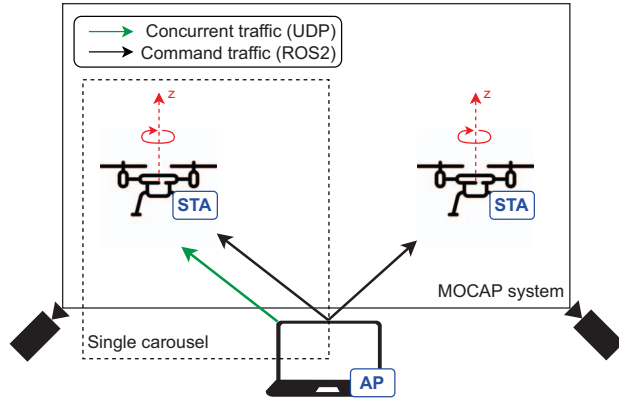 Concurrent traffic (UDP)
Command traffic (ROS2)
z
z
STA
STA
MOCAP system
Single carousel
AP